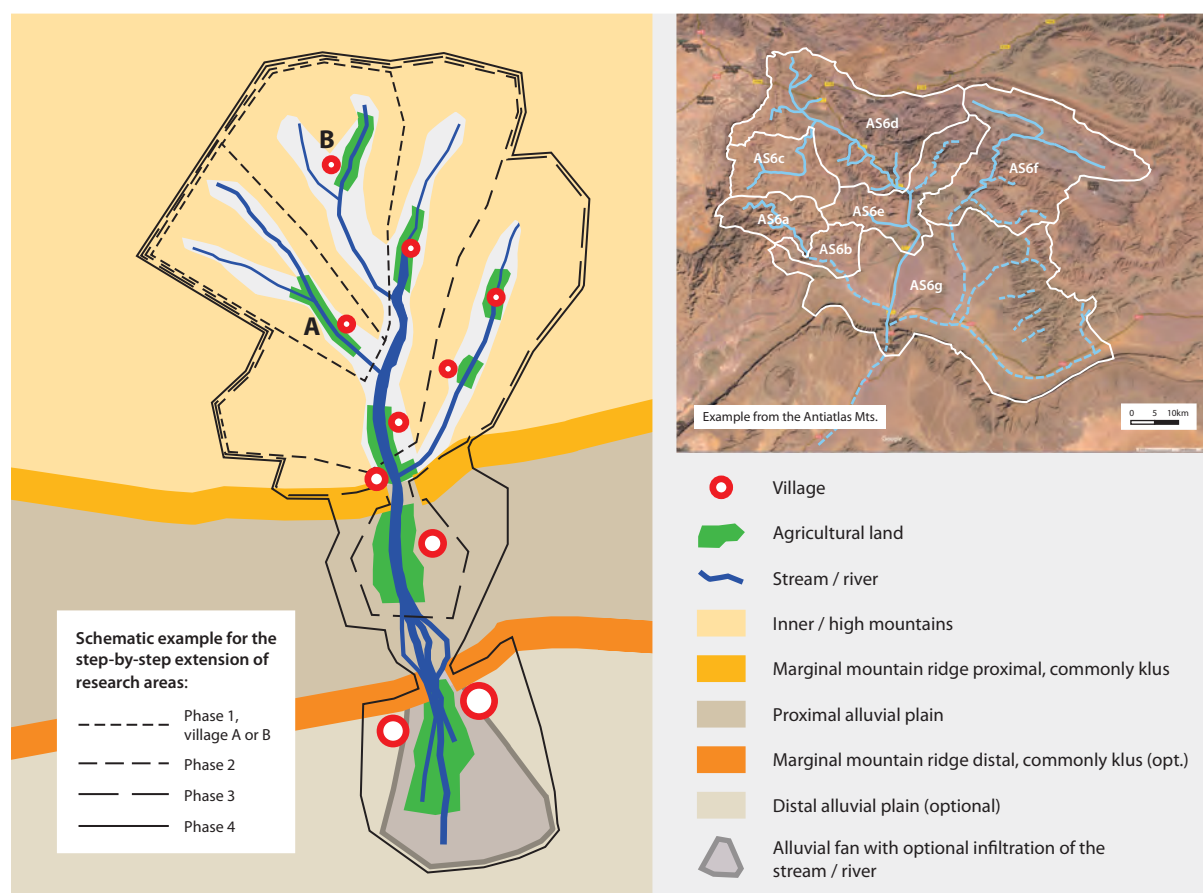 B
A
Schematic example for the
step-by-step extension of
research areas:
Phase 1,
village A or B
Phase 2
Phase 3
Phase 4
AS6d
AS6c
AS6f
AS6a
AS6e
AS6b
AS6g
Example from the Antiatlas Mts.
0 5 10km
Google
Village
Agricultural land
Stream / river
Inner / high mountains
Marginal mountain ridge proximal, commonly klus
Proximal alluvial plain
Marginal mountain ridge distal, commonly klus (opt.)
Distal alluvial plain (optional)
Alluvial fan with optional infiltration of the
stream / river